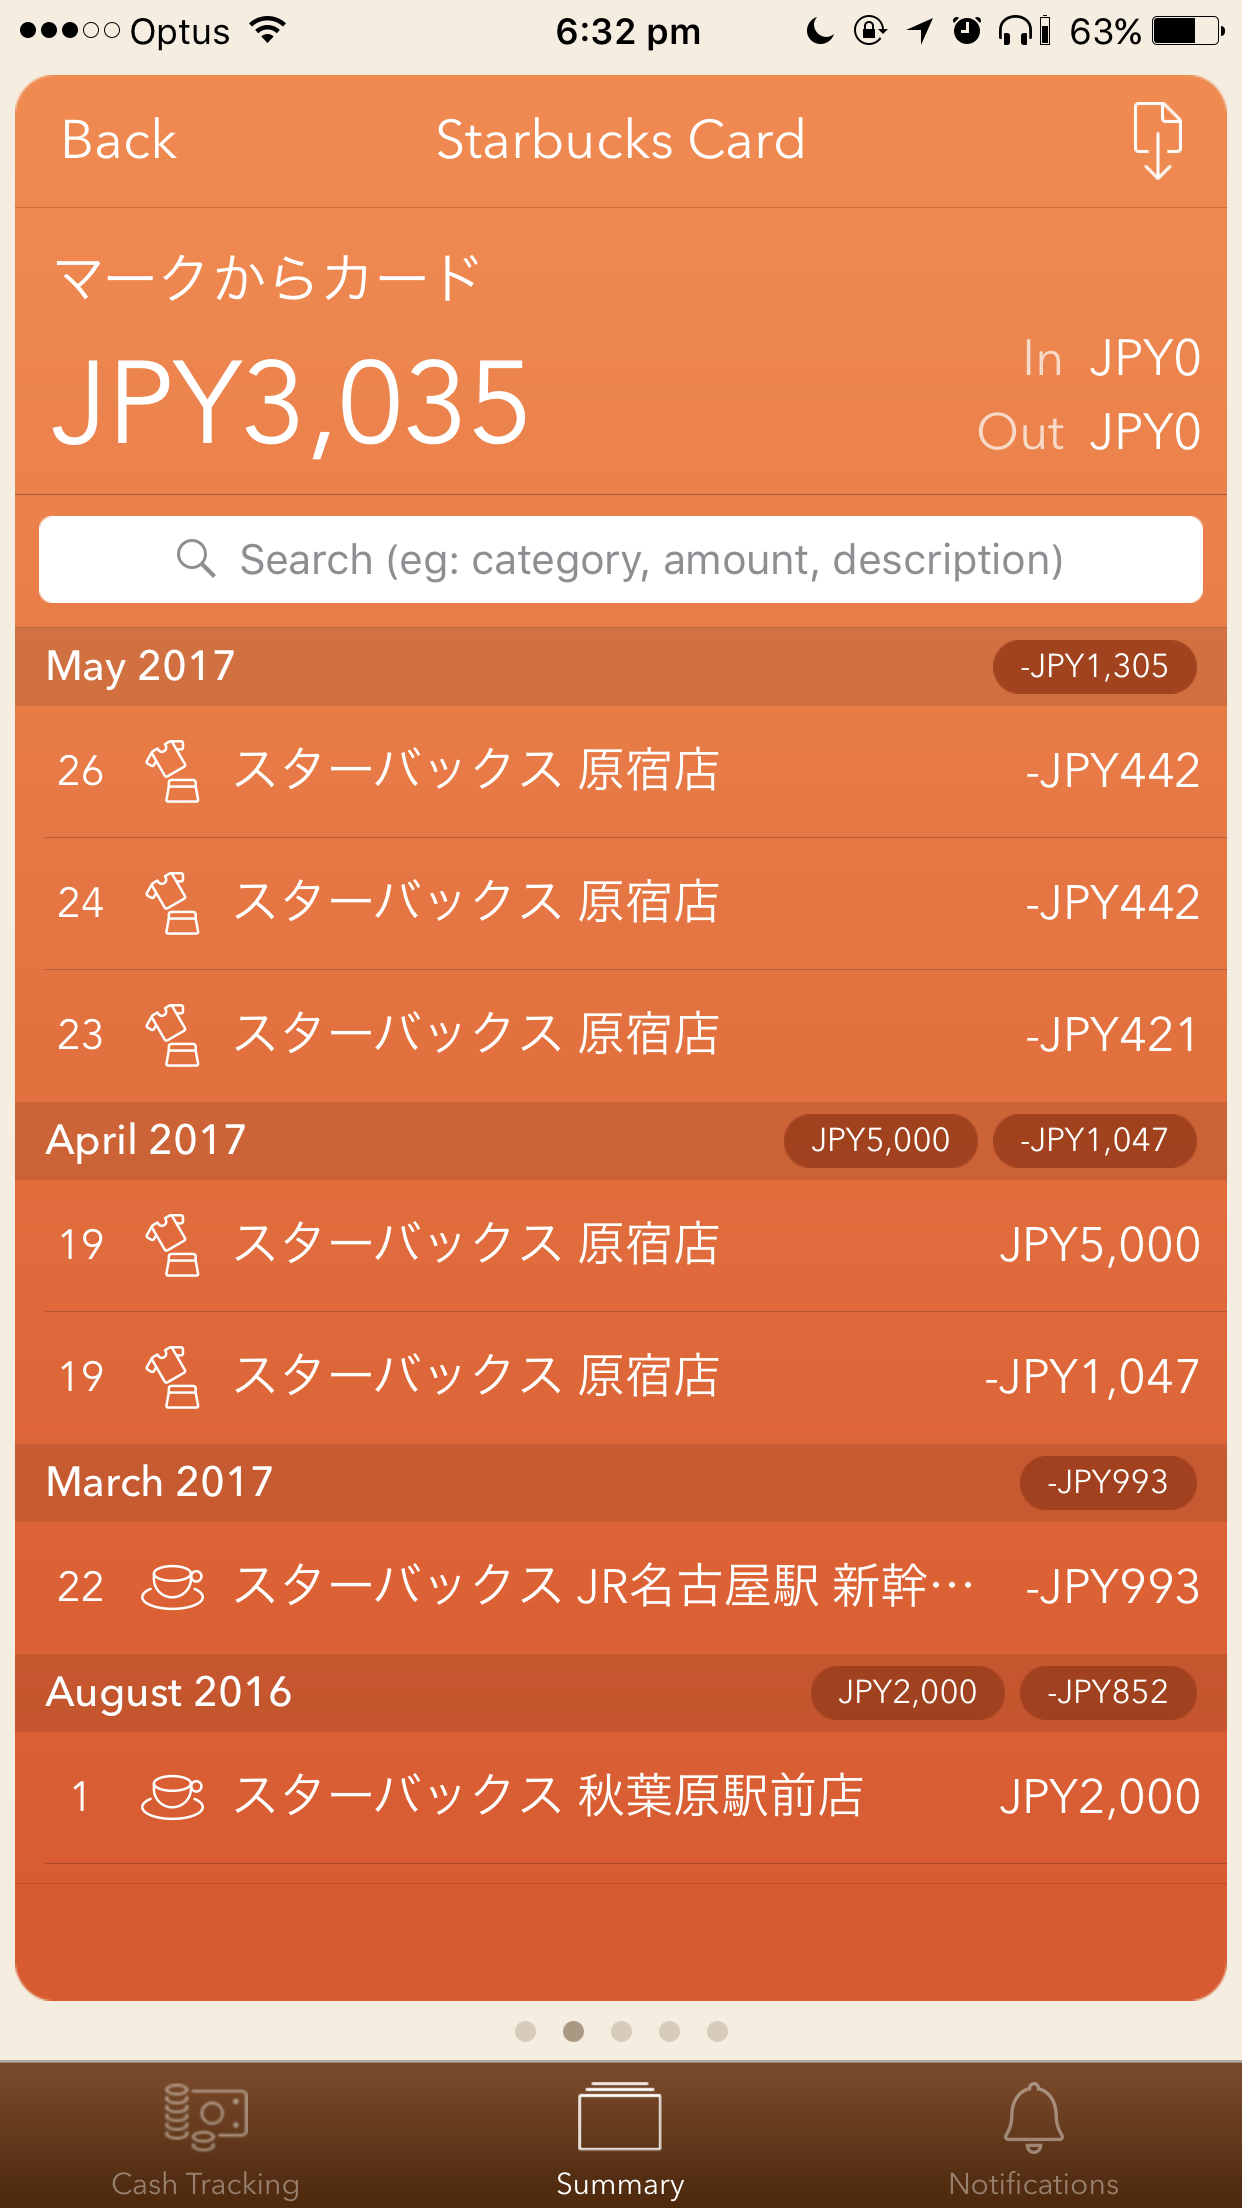 Optus 6:32 pm 63%
Back Starbucks Card
マークからカード
JPY3,035
In JPY0
Out JPY0
Search (eg: category, amount, description)
May 2017 -JPY1,305
26 スターバックス 原宿店 -JPY442
24 スターバックス 原宿店 -JPY442
23 スターバックス 原宿店 -JPY421
April 2017 JPY5,000 -JPY1,047
19 スターバックス 原宿店 JPY5,000
19 スターバックス 原宿店 -JPY1,047
March 2017 -JPY993
22 スターバックス JR名古屋駅 新幹… -JPY993
August 2016 JPY2,000 -JPY852
1 スターバックス 秋葉原駅前店 JPY2,000
Cash Tracking Summary Notifications